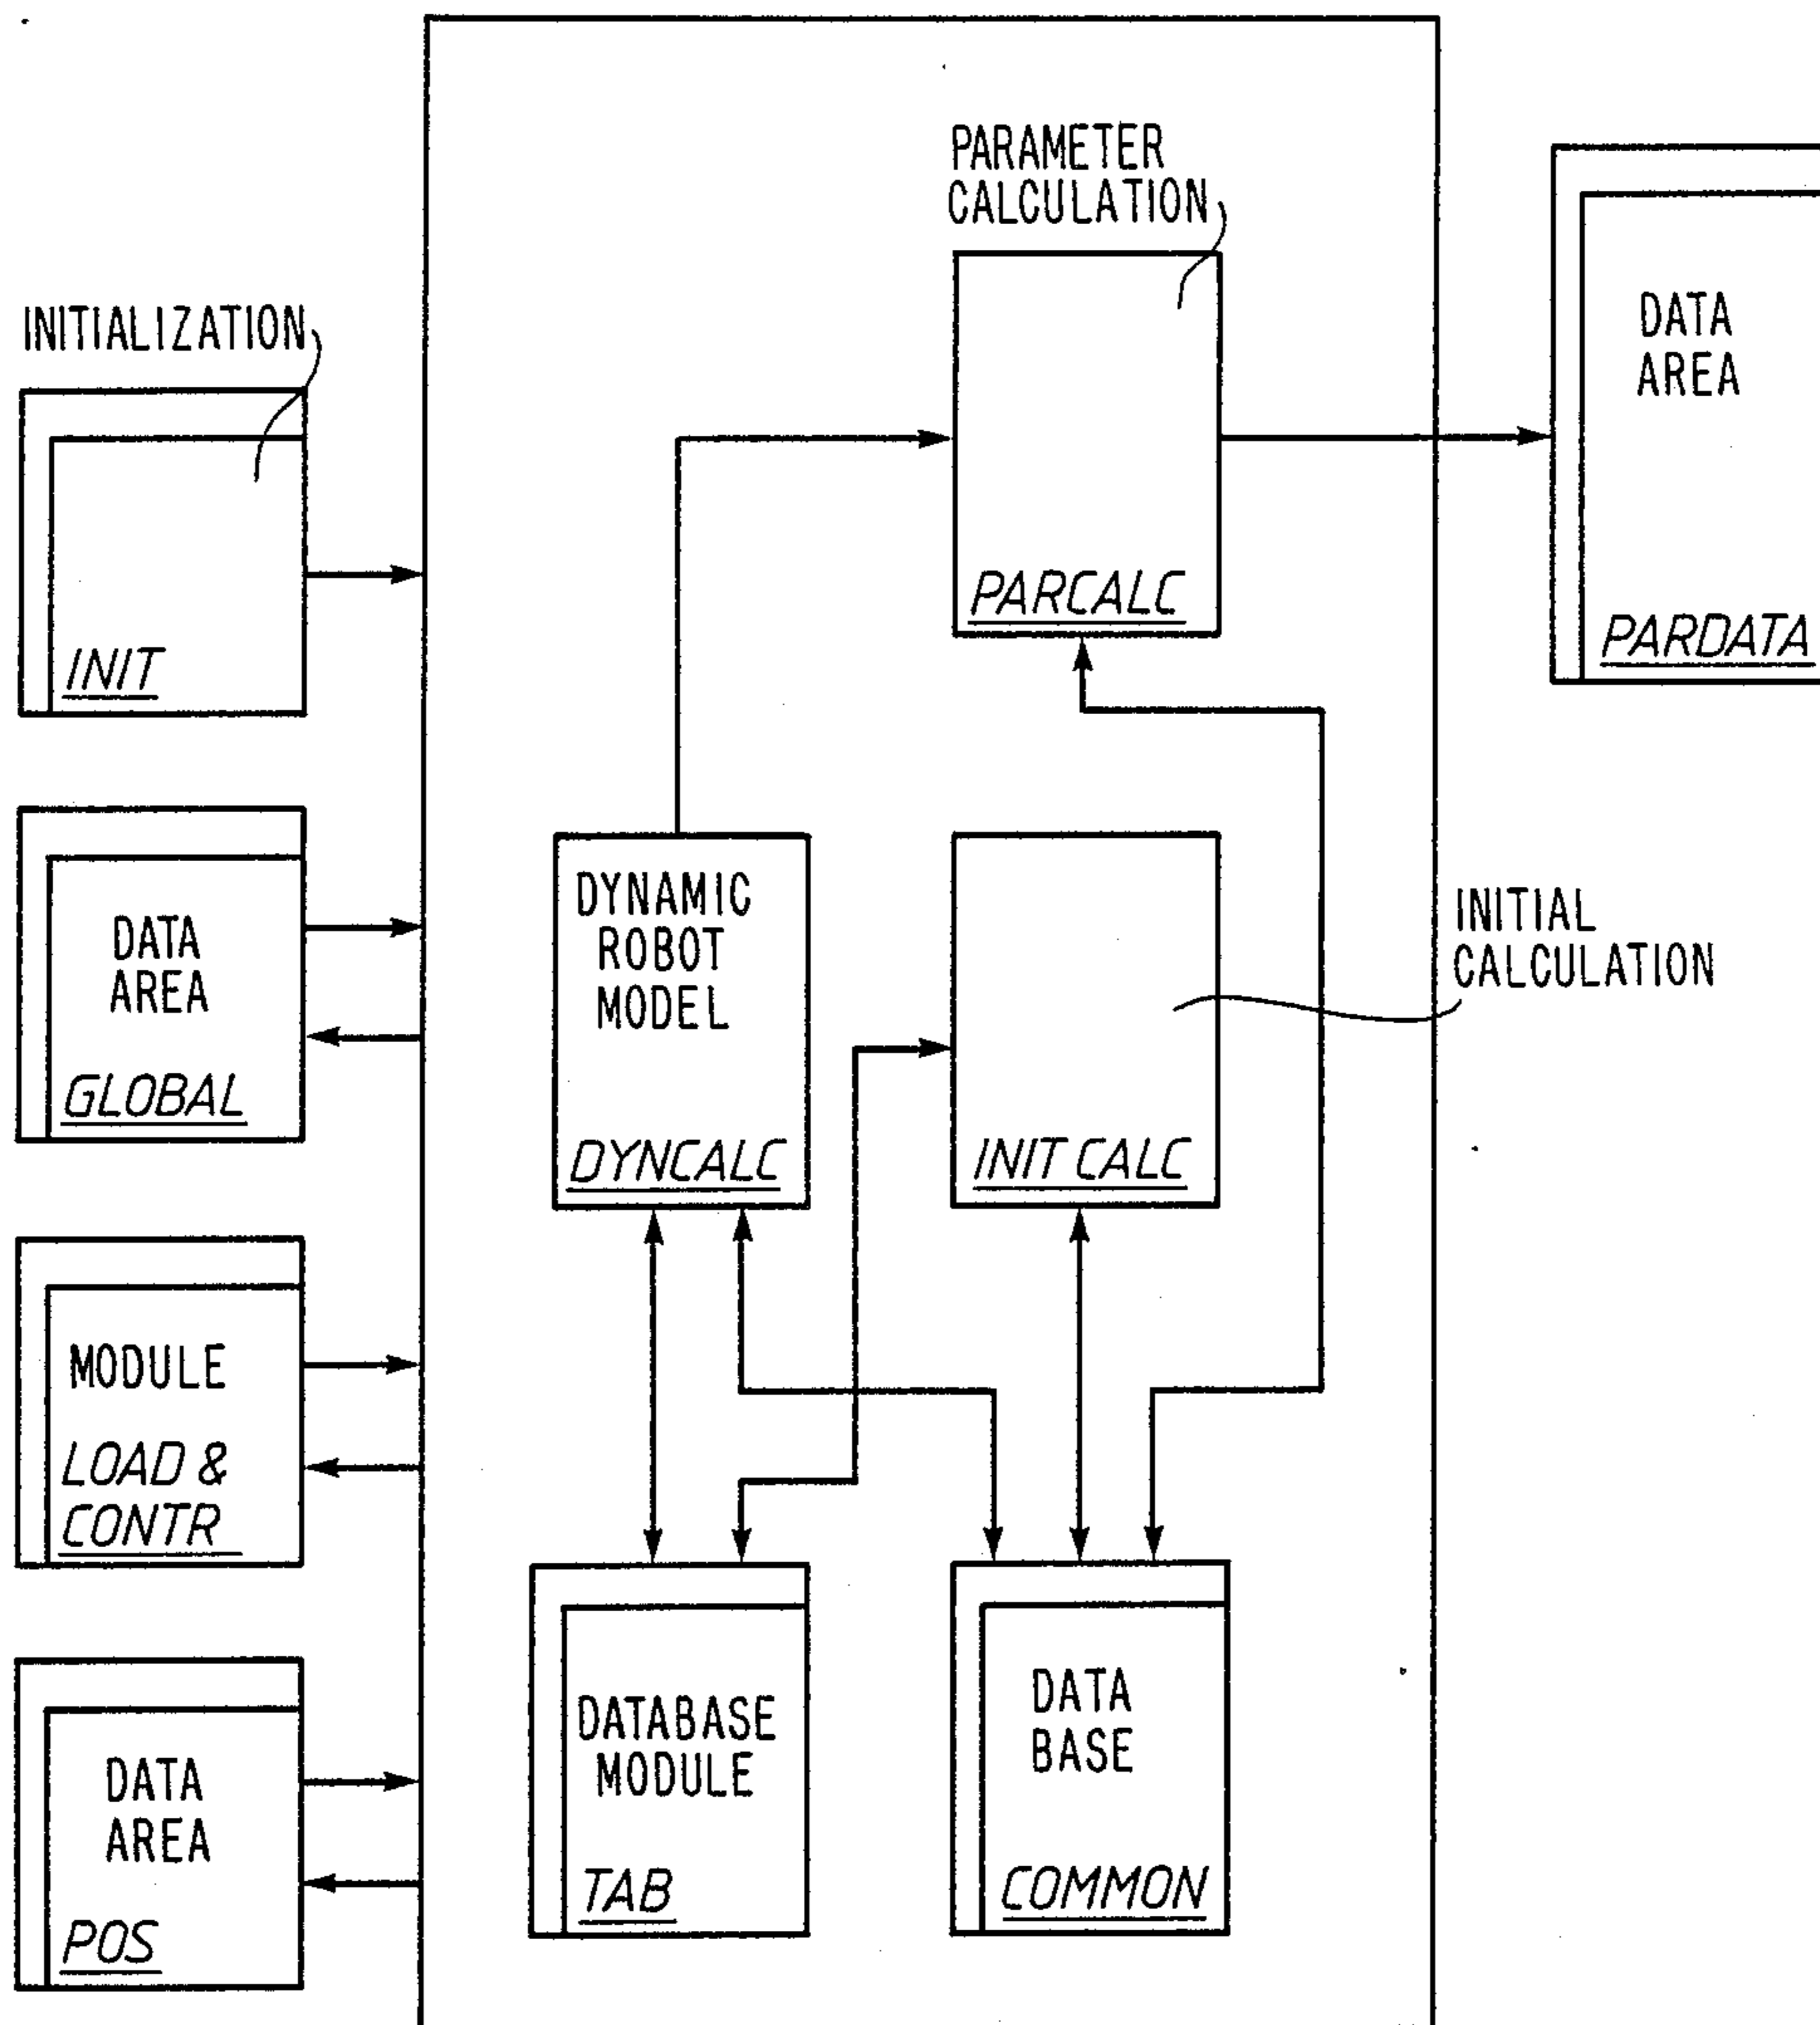 PARAMETER
CALCULATION
INITIALIZATION
DATA
AREA
PARCALC
PARDATA
INIT
DYNAMIC
ROBOT
MODEL
DYNCALC
INIT CALC
INITIAL
CALCULATION
DATA
AREA
GLOBAL
MODULE
LOAD &
CONTR
DATABASE
MODULE
TAB
DATA
BASE
COMMON
DATA
AREA
POS